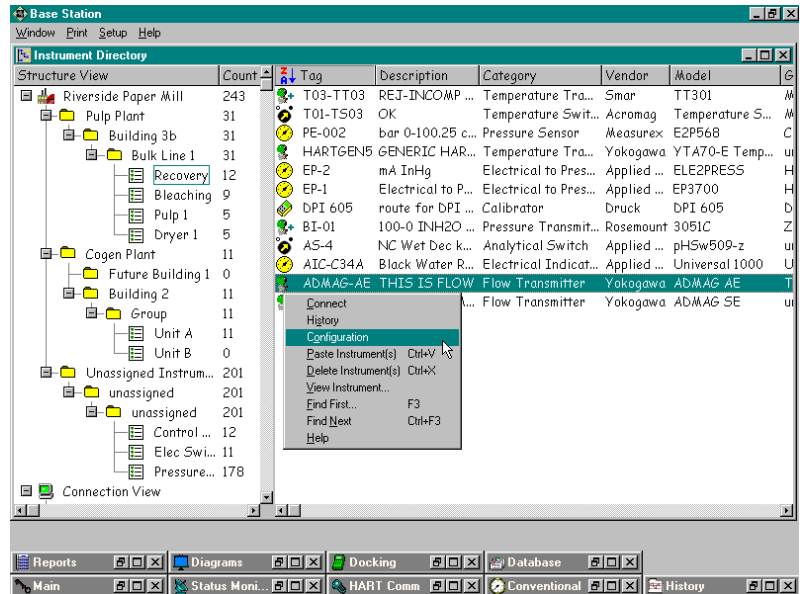 Base Station
Window Print Setup Help
Instrument Directory
Structure View Count Tag Description Category Vendor Model G
Riverside Paper Mill 243
Pulp Plant 31
Building 3b 31
Bulk Line 1 31
Recovery 12
Bleaching 9
Pulp 1 5
Dryer 1 5
Cogen Plant 11
Future Building 1 0
Building 2 11
Group 11
Unit A 11
Unit B 0
Unassigned Instrum... 201
unassigned 201
unassigned 201
Control ... 12
Elec Swi... 11
Pressure... 178
Connection View
T03-TT03 REJ-INCOMP ... Temperature Tra... Smar TT301
T01-TS03 OK Temperature Swit... Acromag Temperature S...
PE-002 bar 0-100.25 c... Pressure Sensor Measurex E2P568 C
HARTGEN5 GENERIC HAR... Temperature Tra... Yokogawa YTA70-E Temp... u
EP-2 mA InHg Electrical to Pres... Applied ... ELE2PRESS H
EP-1 Electrical to P... Electrical to Pres... Applied ... EP3700 H
DPI 605 route for DPI ... Calibrator Druck DPI 605 D
BI-01 100-0 INH2O ... Pressure Transmit... Rosemount 3051C Z
AS-4 NC Wet Dec k... Analytical Switch Applied ... pHSw509-z u
AIC-C34A Black Water R... Electrical Indicat... Applied ... Universal 1000 U
ADMAG-AE THIS IS FLOW Flow Transmitter Yokogawa ADMAG AE T
Flow Transmitter Yokogawa ADMAG SE u
Connect
History
Configuration
Paste Instrument(s) Ctrl+V
Delete Instrument(s) Ctrl+X
View Instrument...
Find First... F3
Find Next Ctrl+F3
Help
Reports Diagrams Docking Database
Main Status Moni... HART Comm Conventional History